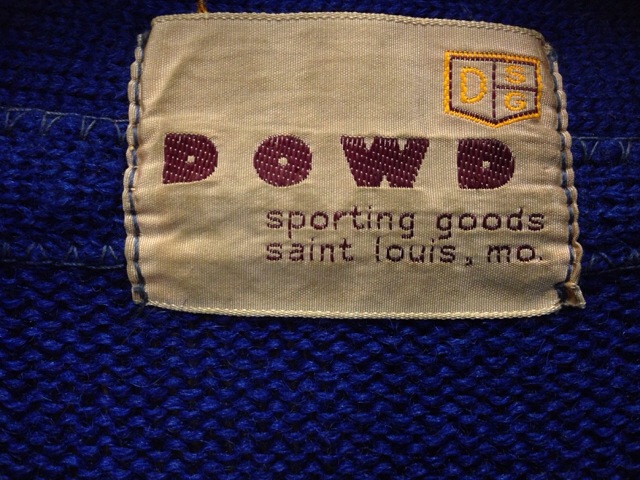 D S G
DOWD
sporting goods
saint louis, mo.